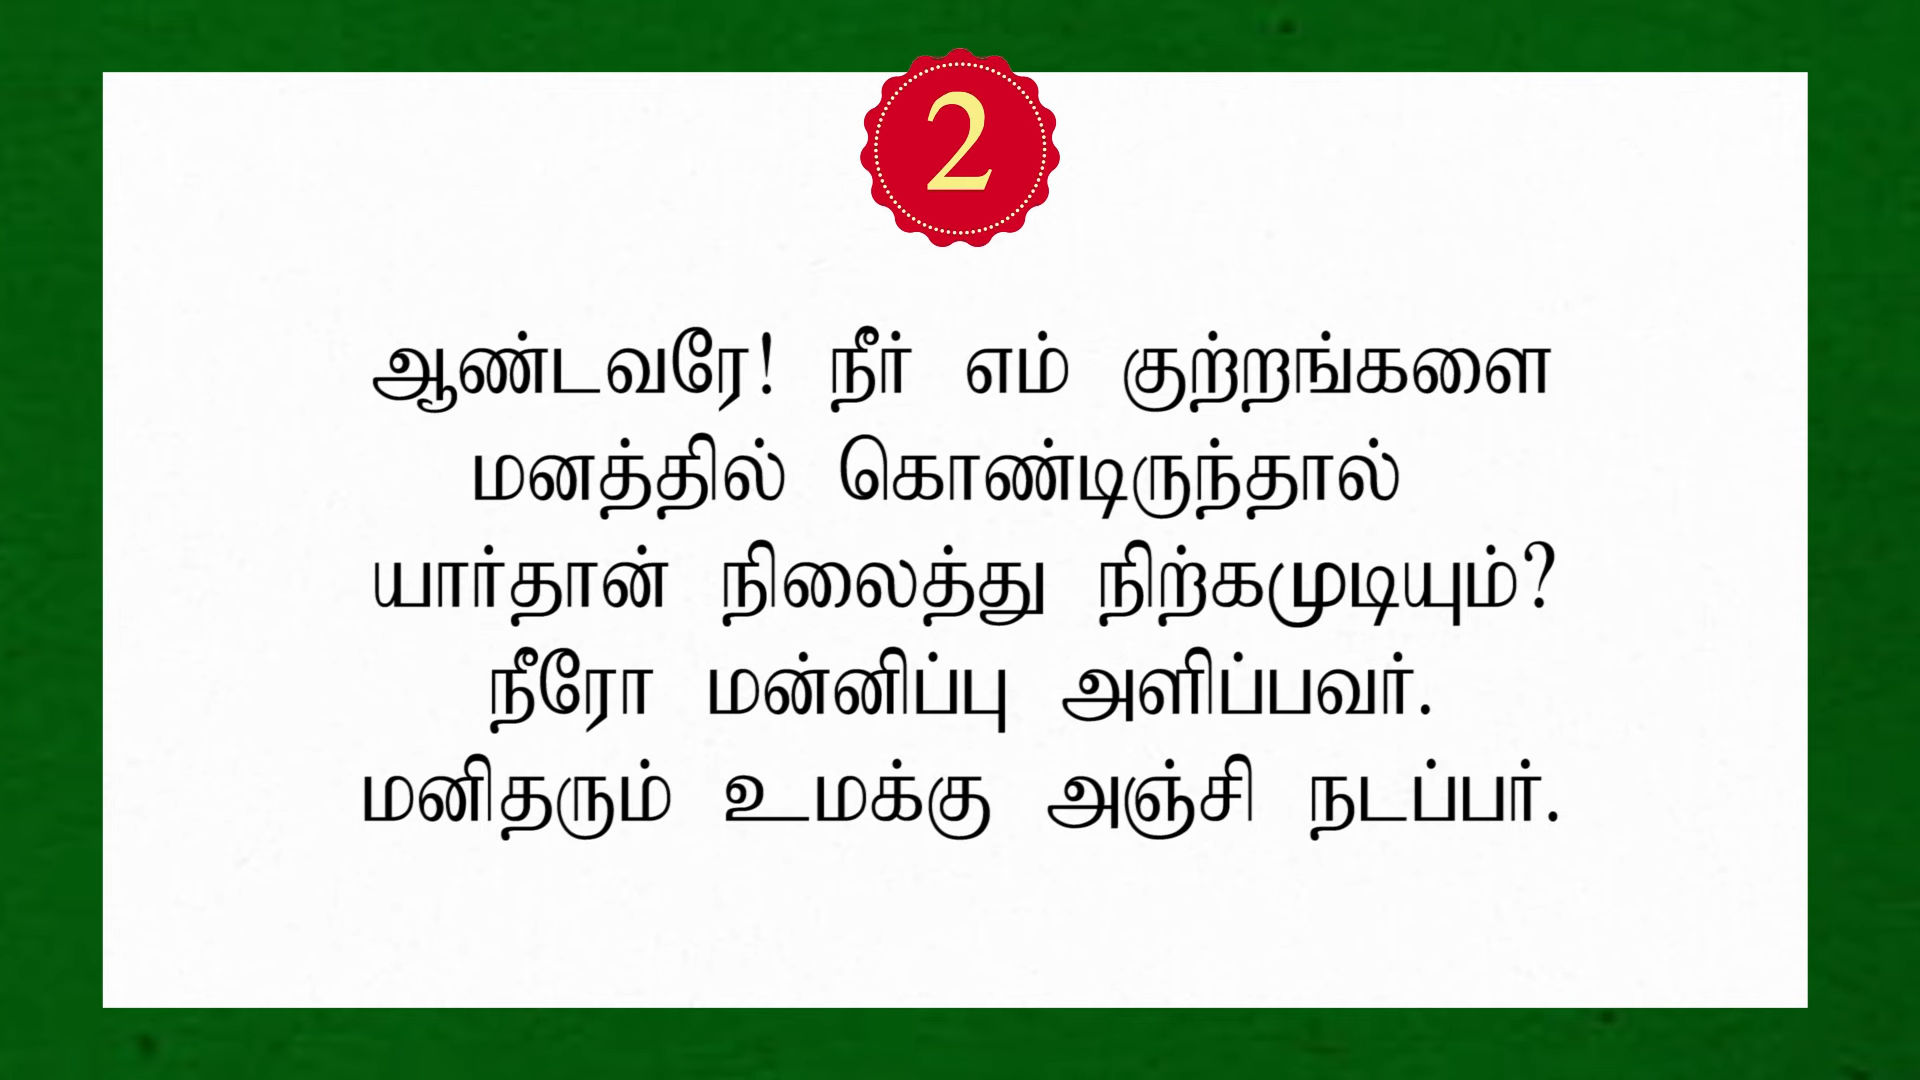 2
ஆண்டவரே! நீர் எம் குற்றங்களை
மனத்தில் கொண்டிருந்தால்
யார்தான் நிலைத்து நிற்கமுடியும்?
நீரோ மன்னிப்பு அளிப்பவர்.
மனிதரும் உமக்கு அஞ்சி நடப்பர்.